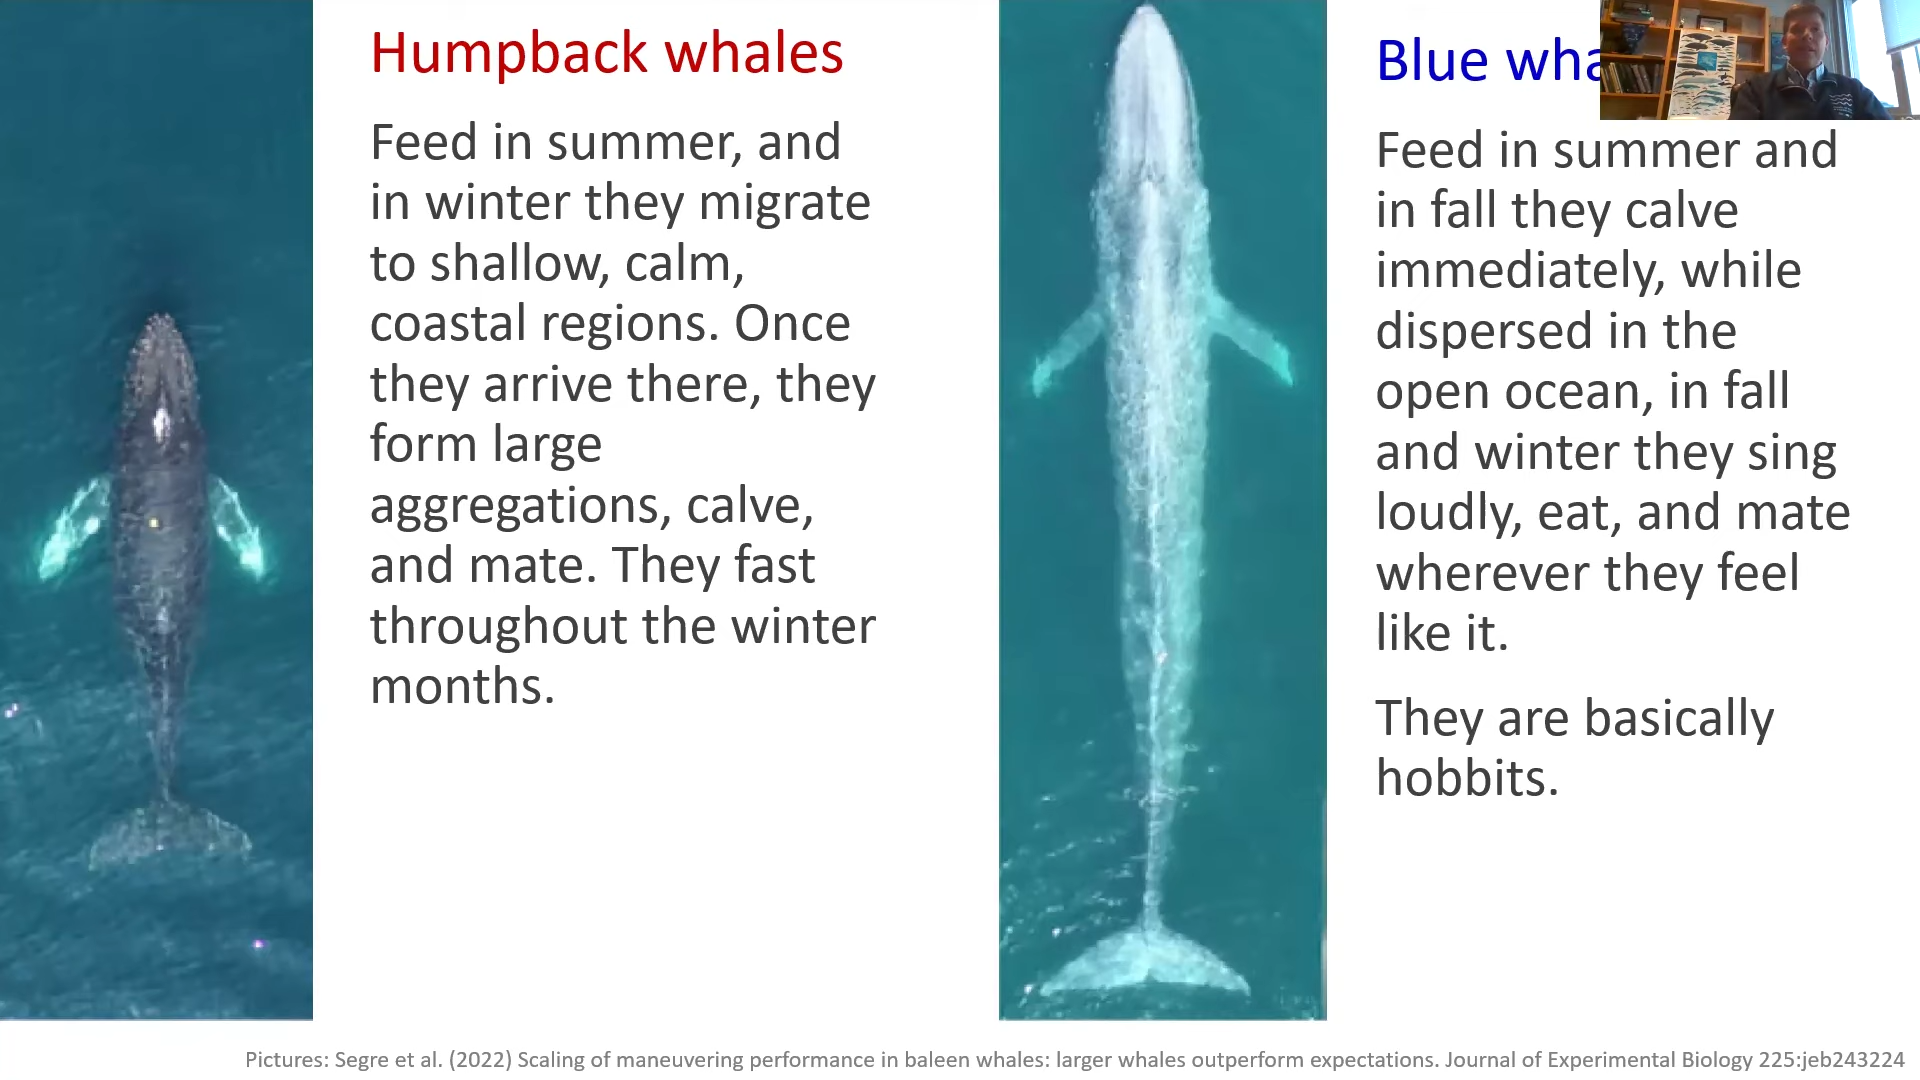 Humpback whales
Feed in summer, and
in winter they migrate
to shallow, calm,
coastal regions. Once
they arrive there, they
form large
aggregations, calve,
and mate. They fast
throughout the winter
months.
Blue
Feed in summer and
in fall they calve
immediately, while
dispersed in the
open ocean, in fall
and winter they sing
loudly, eat, and mate
wherever they feel
like it.
They are basically
hobbits.
Pictures: Segre et al. (2022) Scaling of maneuvering performance in baleen whales: larger whales outperform expectations. Journal of Experimental Biology 225:jeb243224